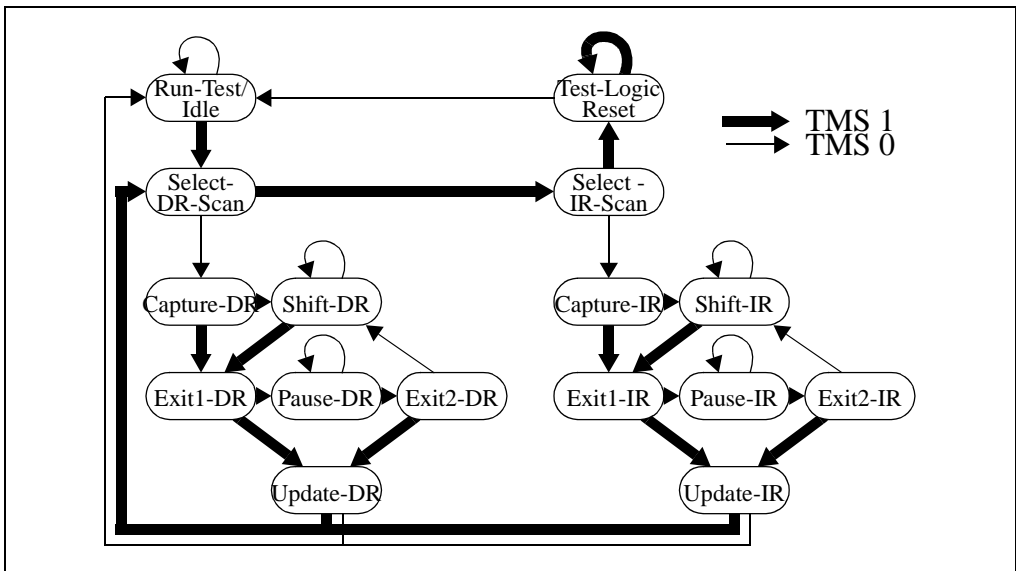 Run-Test/
Idle
Test-Logic
Reset
TMS 1
TMS 0
Select-
DR-Scan
Select -
IR-Scan
Capture-DR
Shift-DR
Capture-IR
Shift-IR
Exit1-DR
Pause-DR
Exit2-DR
Exit1-IR
Pause-IR
Exit2-IR
Update-DR
Update-IR